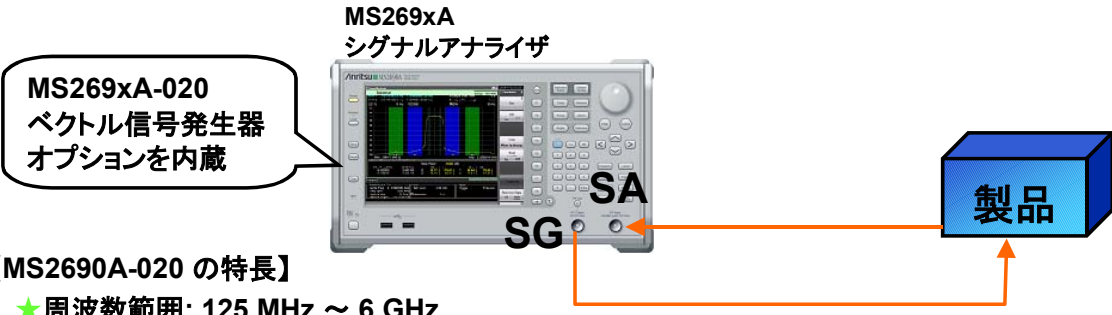 MS269xA
シグナルアナライザ
MS269xA-020
ベクトル信号発生器
オプションを内蔵
Anritsu
SA
SG
製品
【MS2690A-020 の特長】
★周波数範囲: 125 MHz ～ 6 GHz